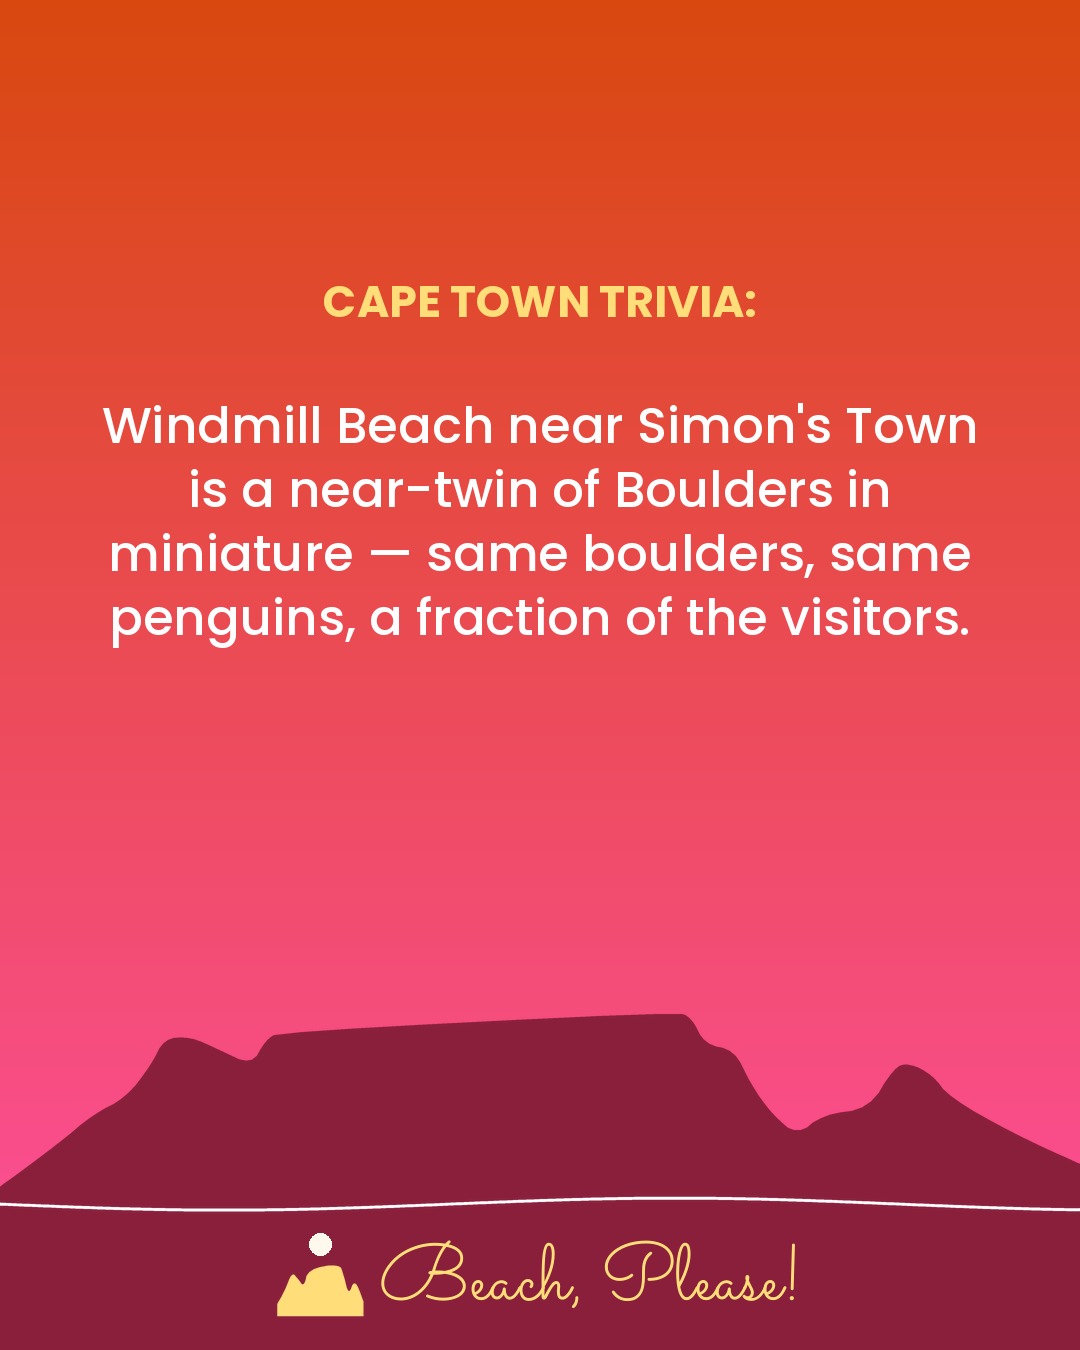 CAPE TOWN TRIVIA:
Windmill Beach near Simon's Town
is a near-twin of Boulders in
miniature — same boulders, same
penguins, a fraction of the visitors.
Beach, Please!